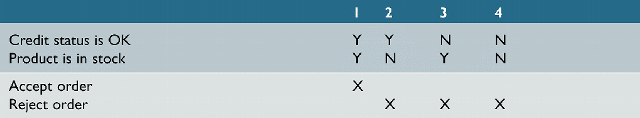 1 2 3 4
Credit status is OK Y Y N N
Product is in stock Y N Y N
Accept order X
Reject order X X X